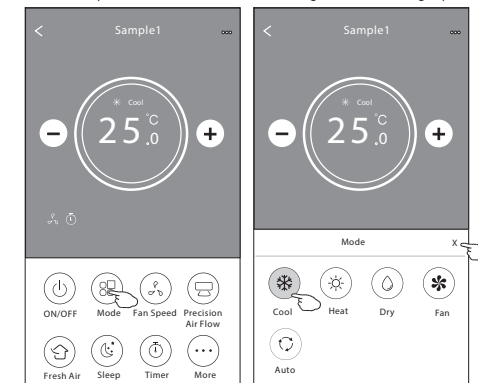 Sample1
Cool
25.0 °C
ON/OFF
Mode
Fan Speed
Precision
Air Flow
Fresh Air
Sleep
Timer
More
Sample1
Cool
25.0 °C
Mode
X
Cool
Heat
Dry
Fan
Auto